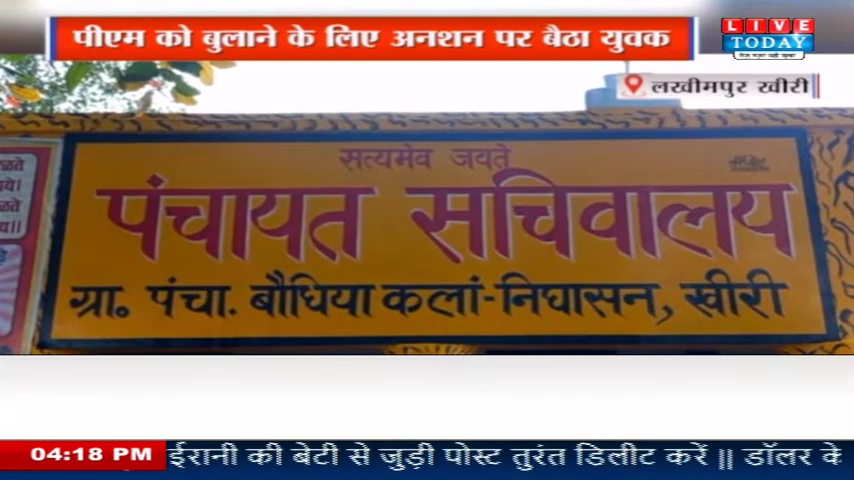 पीएम को बुलाने के लिए अनशन पर बैठा युवक
LIVE
TODAY
लखीमपुर खीरी
सत्यमेव जयते
पंचायत सचिवालय
ग्रा. पंचा. बौधिया कलां-निघासन, खीरी
04:18 PM
ईरानी की बेटी से जुड़ी पोस्ट तुरंत डिलीट करें || डॉलर के